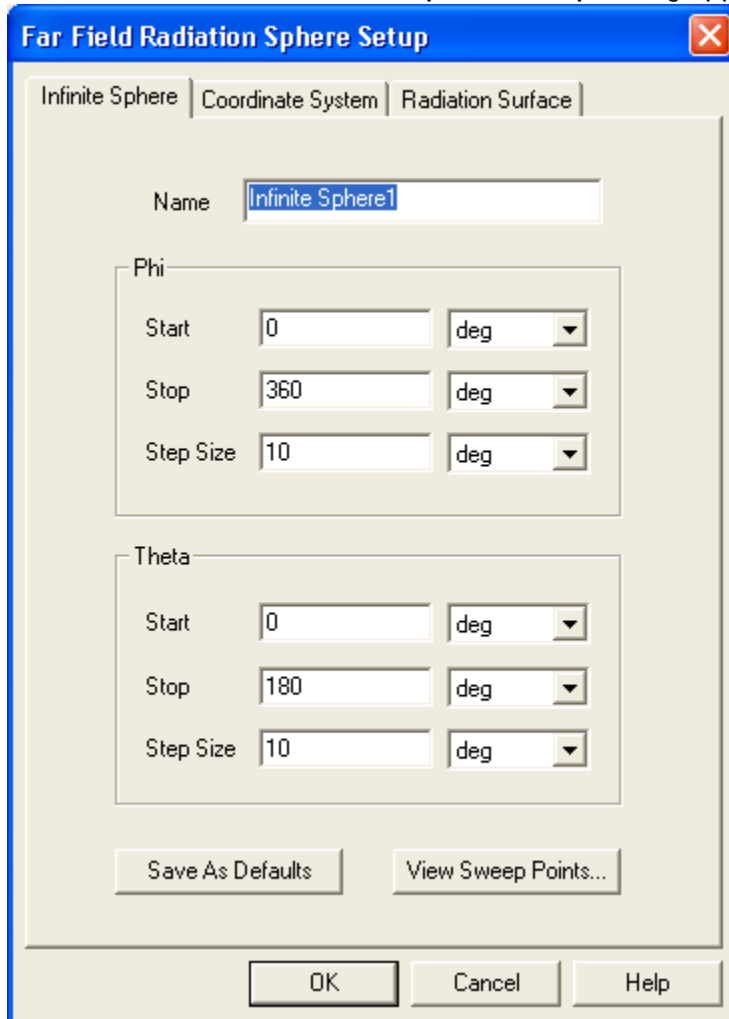 Far Field Radiation Sphere Setup
Infinite Sphere Coordinate System Radiation Surface
Name Infinite Sphere1
Phi
Start 0 deg
Stop 360 deg
Step Size 10 deg
Theta
Start 0 deg
Stop 180 deg
Step Size 10 deg
Save As Defaults View Sweep Points...
OK Cancel Help